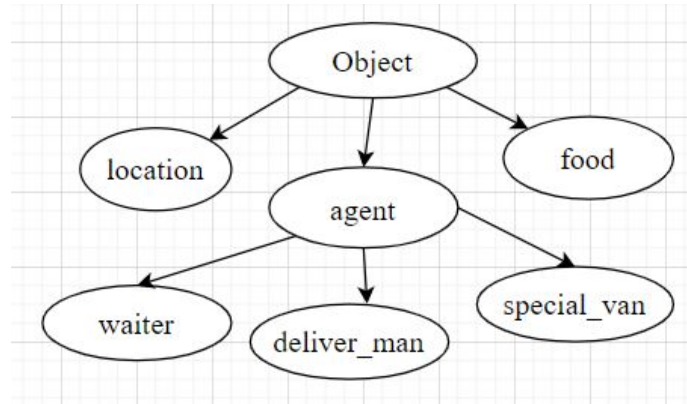 Object
location
food
agent
waiter
deliver_man
special_van